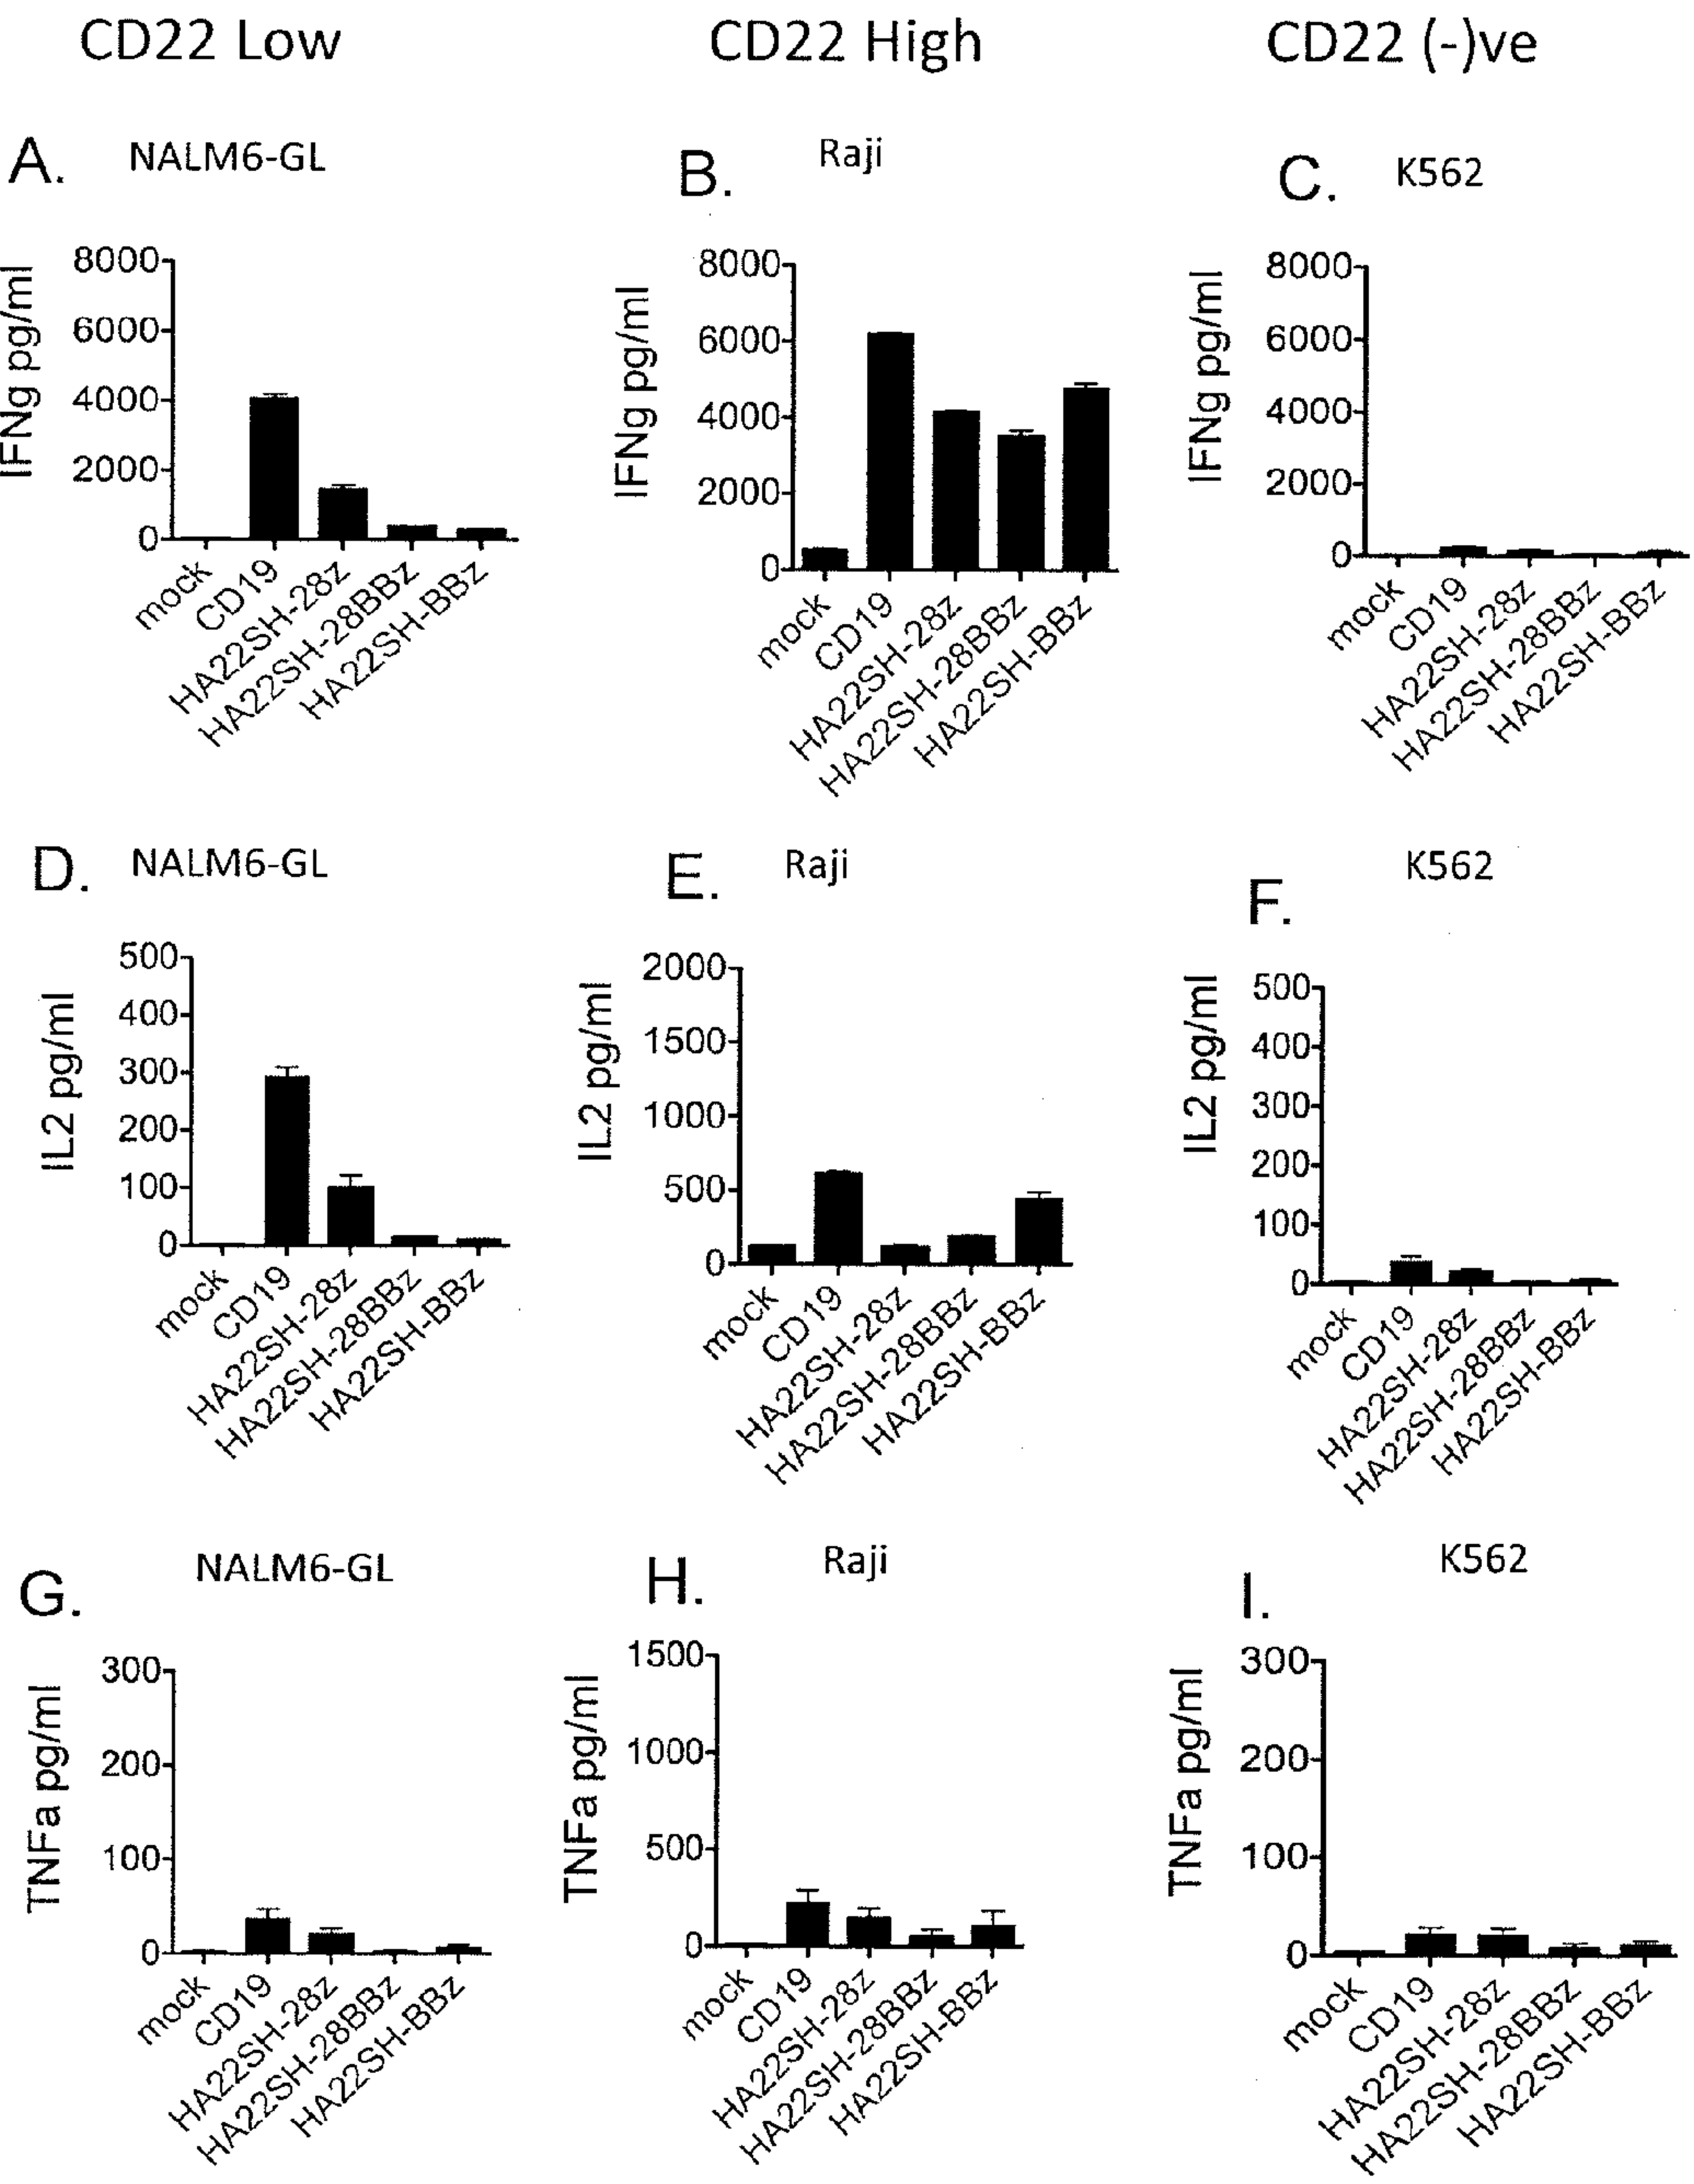 CD22 Low
CD22 High
CD22 (-)ve
A.
NALM6-GL
IFNg pg/ml
8000
6000
4000
2000
0
mock
CD19
HA22SH-28z
HA22SH-28BBz
HA22SH-BBz
B.
Raji
IFNg pg/ml
8000
6000
4000
2000
0
mock
CD19
HA22SH-28z
HA22SH-28BBz
HA22SH-BBz
C.
K562
IFNg pg/ml
8000
6000
4000
2000
0
mock
CD19
HA22SH-28z
HA22SH-28BBz
HA22SH-BBz
D.
NALM6-GL
IL2 pg/ml
500
400
300
200
100
0
mock
CD19
HA22SH-28z
HA22SH-28BBz
HA22SH-BBz
E.
Raji
IL2 pg/ml
2000
1500
1000
500
0
mock
CD19
HA22SH-28z
HA22SH-28BBz
HA22SH-BBz
F.
K562
IL2 pg/ml
500
400
300
200
100
0
mock
CD19
HA22SH-28z
HA22SH-28BBz
HA22SH-BBz
G.
NALM6-GL
TNFa pg/ml
300
200
100
0
mock
CD19
HA22SH-28z
HA22SH-28BBz
HA22SH-BBz
H.
Raji
TNFa pg/ml
1500
1000
500
0
mock
CD19
HA22SH-28z
HA22SH-28BBz
HA22SH-BBz
I.
K562
TNFa pg/ml
300
200
100
0
mock
CD19
HA22SH-28z
HA22SH-28BBz
HA22SH-BBz